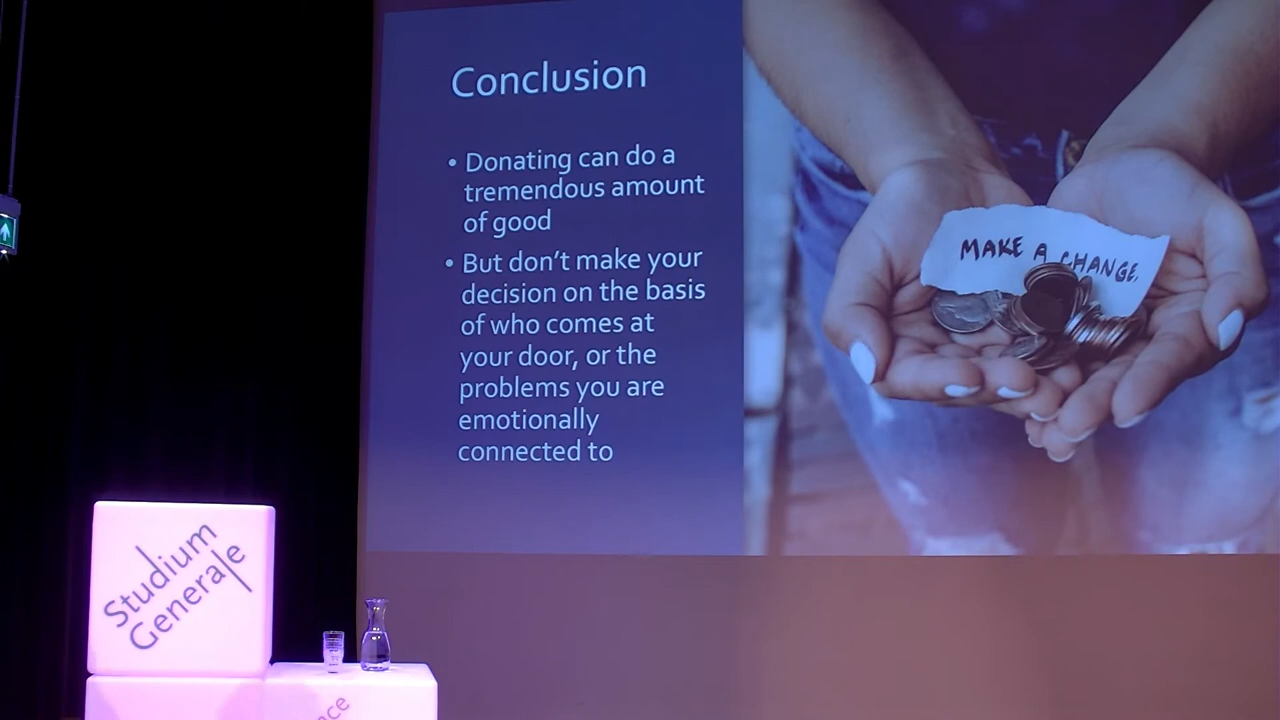 Conclusion
• Donating can do a
tremendous amount
of good
• But don't make your
decision on the basis
of who comes at
your door, or the
problems you are
emotionally
connected to
MAKE A CHANGE.
Studium
Generale